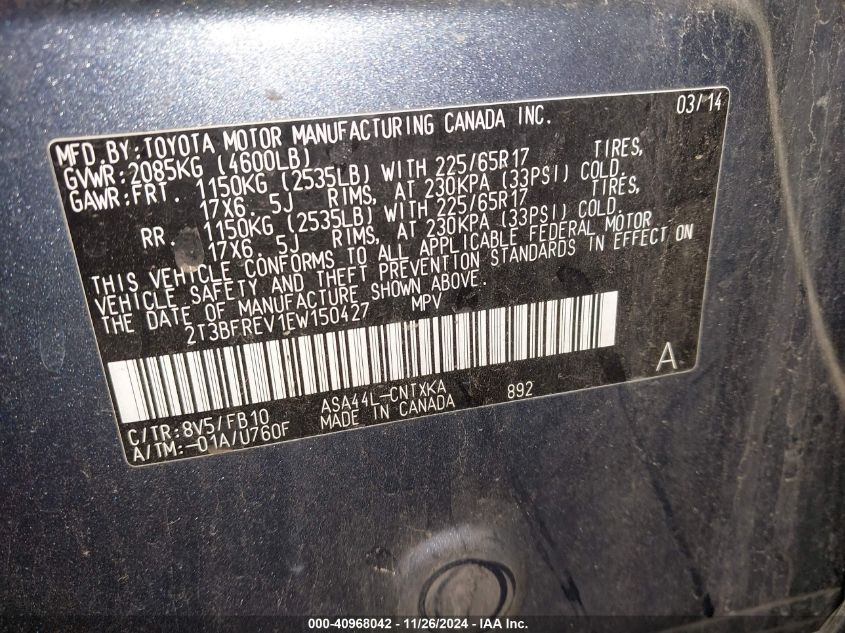 03/14
MFD.BY:TOYOTA MOTOR MANUFACTURING CANADA INC.
GVWR:2085KG (4600LB)
GAWR:FRT. 1150KG (2535LB) WITH 225/65R17 TIRES,
17X6. 5J RIMS, AT 230KPA (33PSI) COLD.
RR. 1150KG (2535LB) WITH 225/65R17 TIRES,
17X6. 5J RIMS, AT 230KPA (33PSI) COLD.
THIS VEHICLE CONFORMS TO ALL APPLICABLE FEDERAL MOTOR
VEHICLE SAFETY AND THEFT PREVENTION STANDARDS IN EFFECT ON
THE DATE OF MANUFACTURE SHOWN ABOVE.
2T3BFREV1EW150427 MPV
A
C/TR:8V5/FB10 ASA44L-CNTXKA 892
A/TM:-01A/U760F MADE IN CANADA
000-40968042 - 11/26/2024 - IAA Inc.